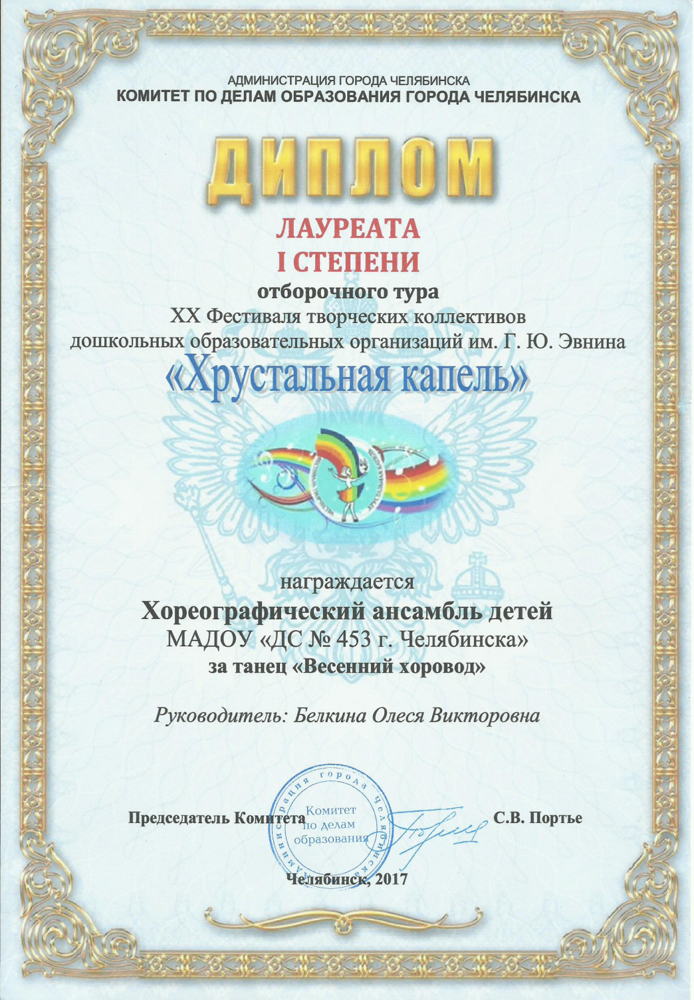 АДМИНИСТРАЦИЯ ГОРОДА ЧЕЛЯБИНСКА
КОМИТЕТ ПО ДЕЛАМ ОБРАЗОВАНИЯ ГОРОДА ЧЕЛЯБИНСКА
ДИПЛОМ
ЛАУРЕАТА
I СТЕПЕНИ
отборочного тура
XX Фестиваля творческих коллективов
дошкольных образовательных организаций им. Г. Ю. Эвнина
«Хрустальная капель»
награждается
Хореографический ансамбль детей
МАДОУ «ДС № 453 г. Челябинска»
за танец «Весенний хоровод»
Руководитель: Белкина Олеся Викторовна
Администрация города Челябинска
Комитет
по делам
образования
Председатель Комитета С.В. Портье
Челябинск, 2017